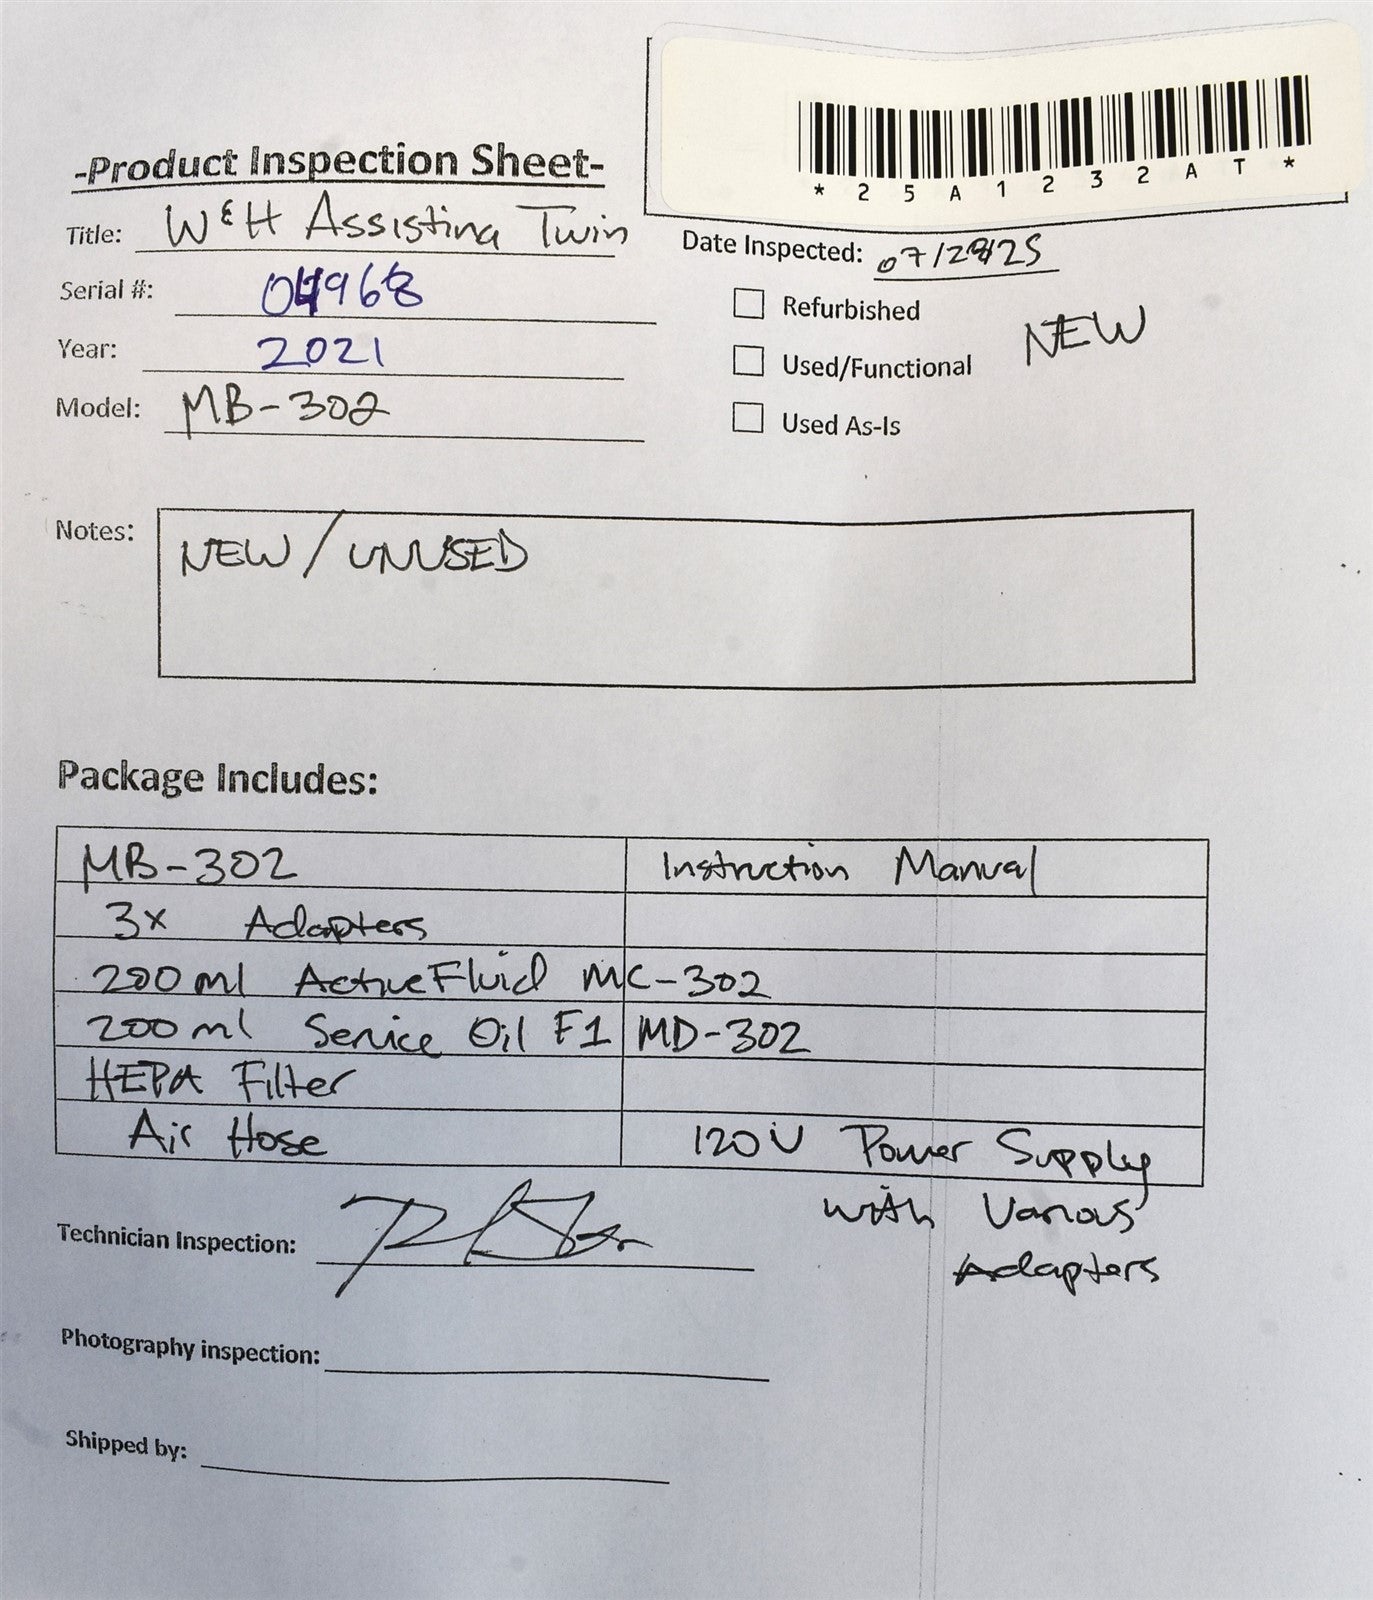 *25A1232AT*
-Product Inspection Sheet-
Title: W&H Assistina Twin
Date Inspected: 07/29/25
Serial #: 04968
Refurbished
NEW
Year: 2021
Used/Functional
Model: MB-302
Used As-Is
Notes: NEW/UNUSED
Package Includes:
MB-302 Instruction Manual
3x Adapters
200 ml ActiveFluid MC-302
200 ml Service Oil F1 MD-302
HEPA Filter
Air Hose 120V Power Supply
with Various
Adapters
Technician Inspection:
Photography inspection:
Shipped by: